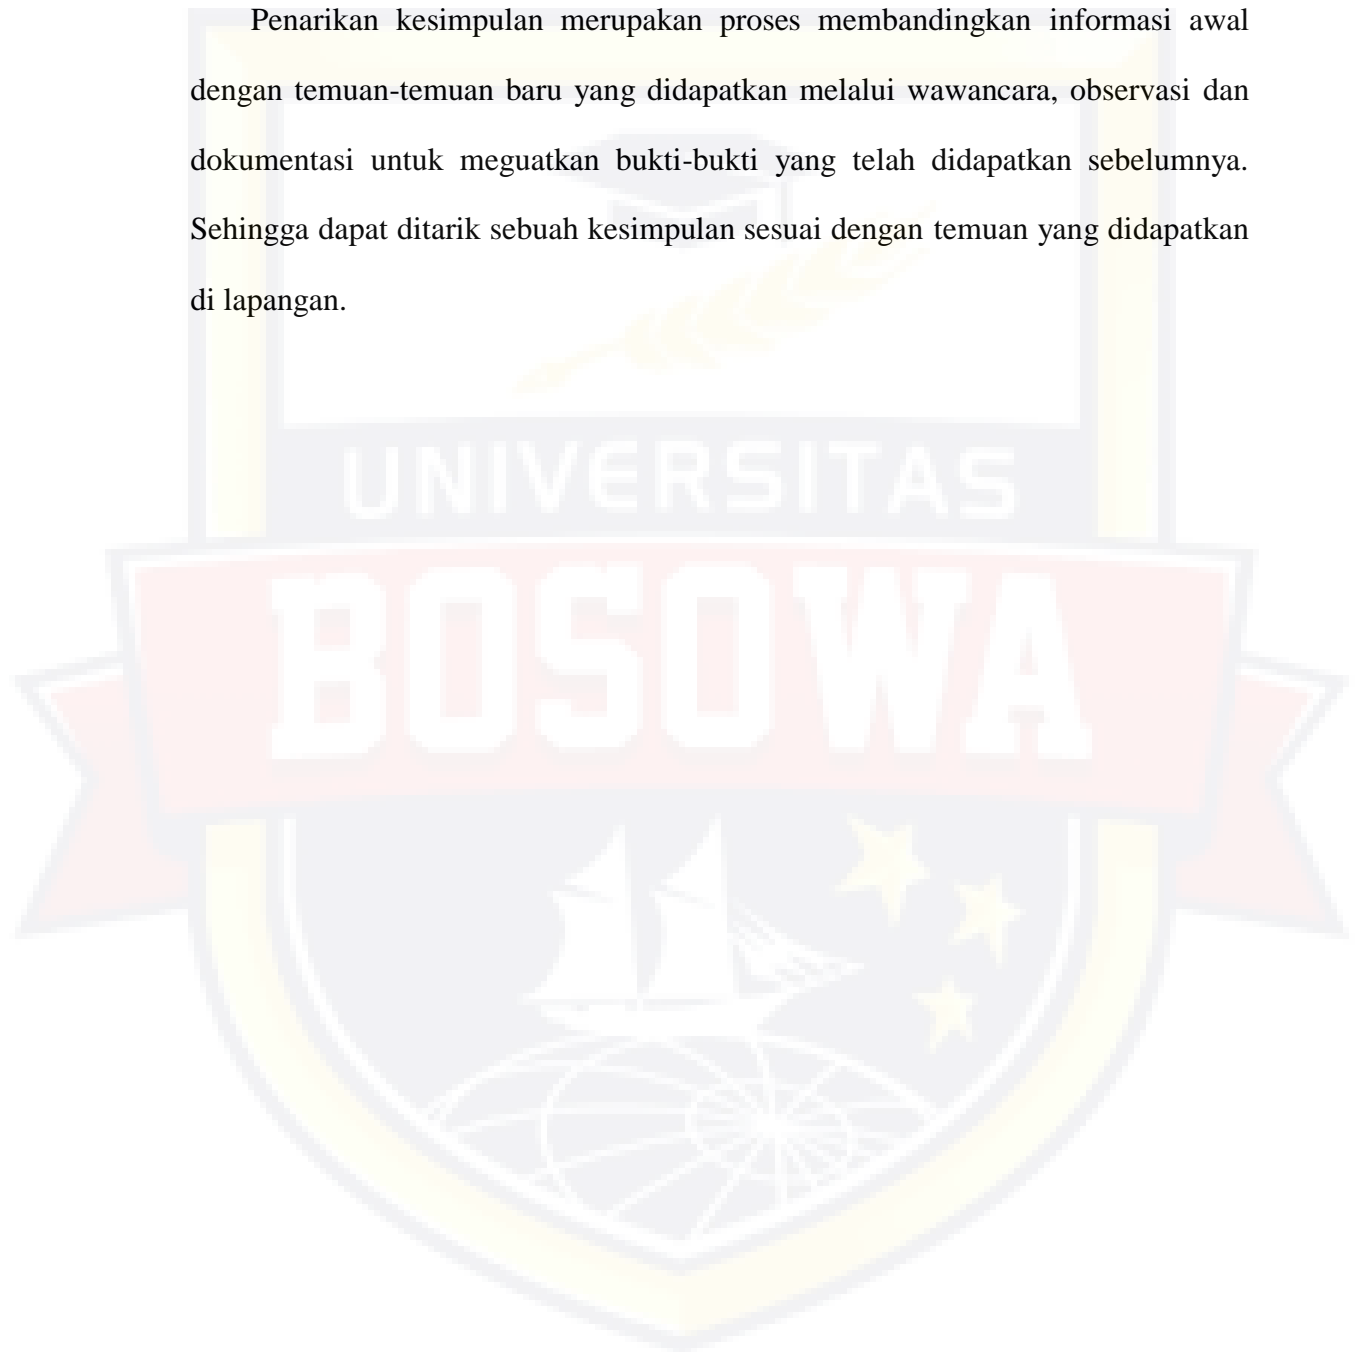 Penarikan kesimpulan merupakan proses membandingkan informasi awal
dengan temuan-temuan baru yang didapatkan melalui wawancara, observasi dan
dokumentasi untuk meguatkan bukti-bukti yang telah didapatkan sebelumnya.
Sehingga dapat ditarik sebuah kesimpulan sesuai dengan temuan yang didapatkan
di lapangan.
UNIVERSITAS
BOSOWA